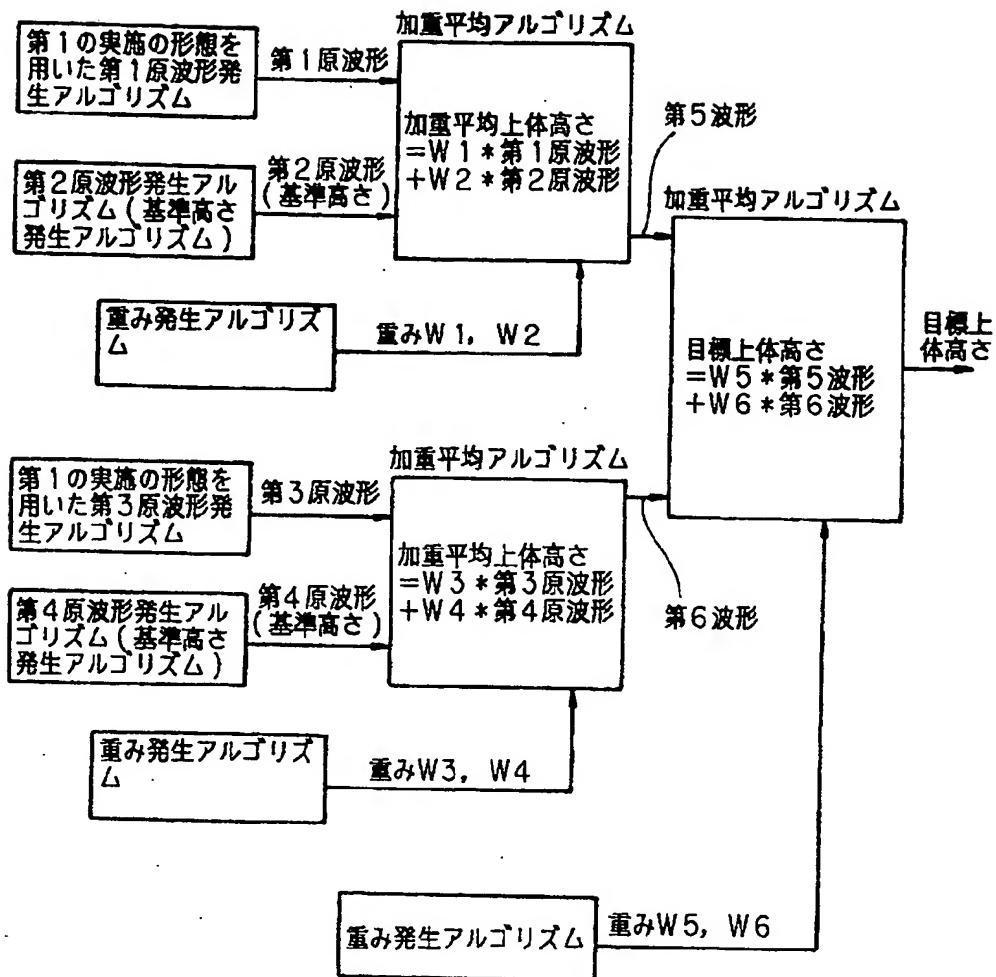 加重平均アルゴリズム
第1の実施の形態を
用いた第1原波形発
生アルゴリズム
第1原波形
加重平均上体高さ
=W1*第1原波形
+W2*第2原波形
第2原波形発生アル
ゴリズム(基準高さ
発生アルゴリズム)
第2原波形
(基準高さ)
重み発生アルゴリズ
ム
重みW1, W2
第5波形
加重平均アルゴリズム
目標上体高さ
=W5*第5波形
+W6*第6波形
目標上
体高さ
加重平均アルゴリズム
第1の実施の形態を
用いた第3原波形発
生アルゴリズム
第3原波形
加重平均上体高さ
=W3*第3原波形
+W4*第4原波形
第4原波形発生アル
ゴリズム(基準高さ
発生アルゴリズム)
第4原波形
(基準高さ)
第6波形
重み発生アルゴリズ
ム
重みW3, W4
重み発生アルゴリズム
重みW5, W6